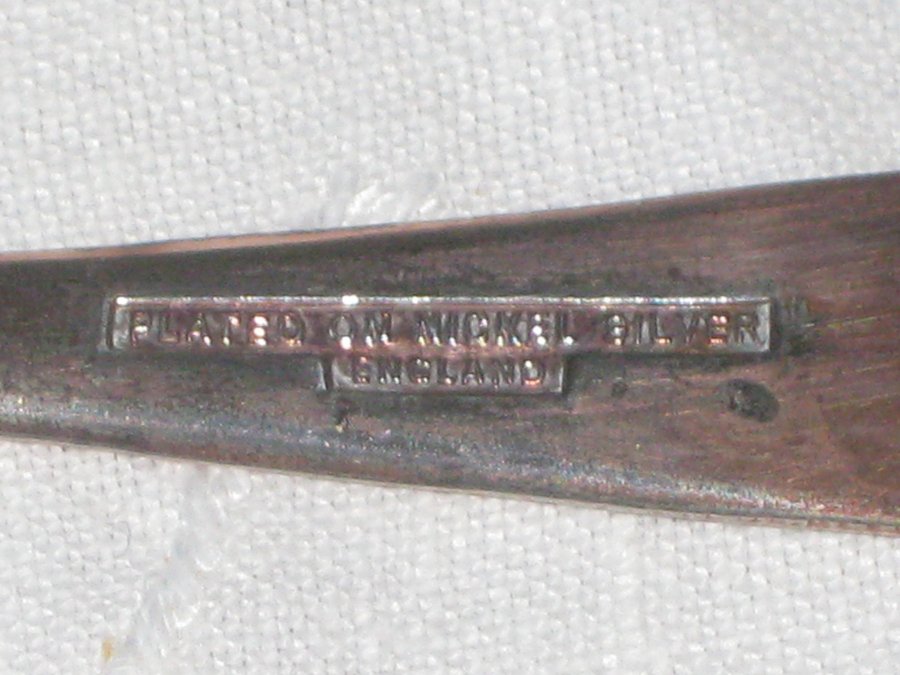 PLATED ON NICKEL SILVER
ENGLAND